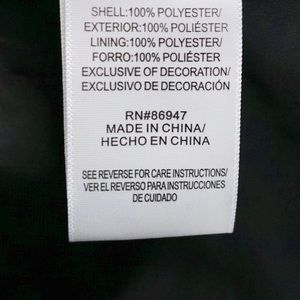 SHELL:100% POLYESTER/
EXTERIOR:100% POLIÉSTER
LINING:100% POLYESTER/
FORRO:100% POLIÉSTER
EXCLUSIVE OF DECORATION/
EXCLUSIVO DE DECORACIÓN
RN#86947
MADE IN CHINA/
HECHO EN CHINA
SEE REVERSE FOR CARE INSTRUCTIONS/
VER EL REVERSO PARA INSTRUCCIONES
DE CUIDADO